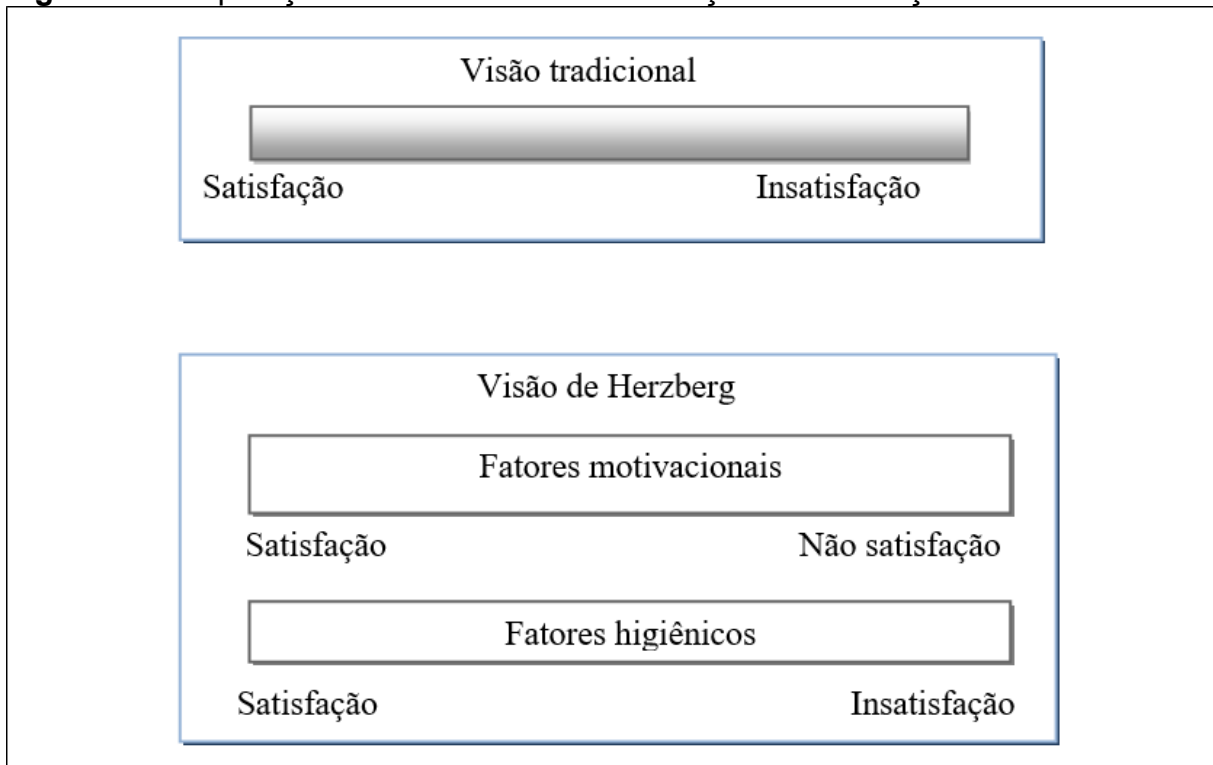 Visão tradicional
Satisfação Insatisfação
Visão de Herzberg
Fatores motivacionais
Satisfação Não satisfação
Fatores higiênicos
Satisfação Insatisfação